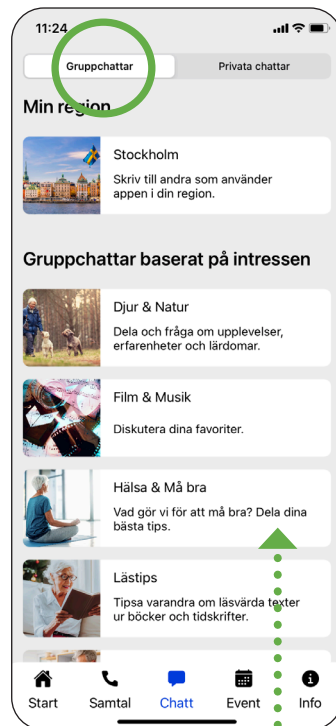 11:24
Gruppchattar
Privata chattar
Min region
Stockholm
Skriv till andra som använder
appen i din region.
Gruppchattar baserat på intressen
Djur & Natur
Dela och fråga om upplevelser,
erfarenheter och lärdomar.
Film & Musik
Diskutera dina favoriter.
Hälsa & Må bra
Vad gör vi för att må bra? Dela dina
bästa tips.
Lästips
Tipsa varandra om läsvärda texter
ur böcker och tidskrifter.
Start
Samtal
Chatt
Event
Info